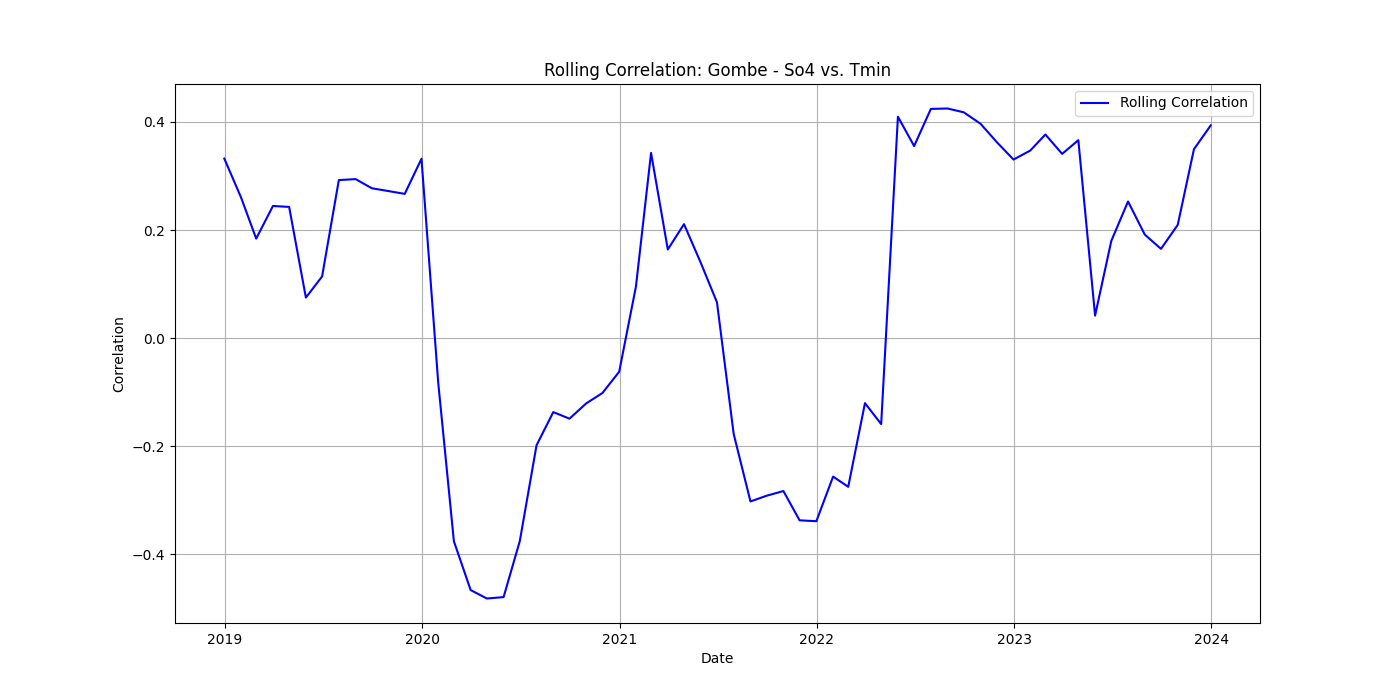 Rolling Correlation: Gombe - So4 vs. Tmin
Rolling Correlation
0.4
0.2
0.0
−0.2
−0.4
Correlation
2019 2020 2021 2022 2023 2024
Date